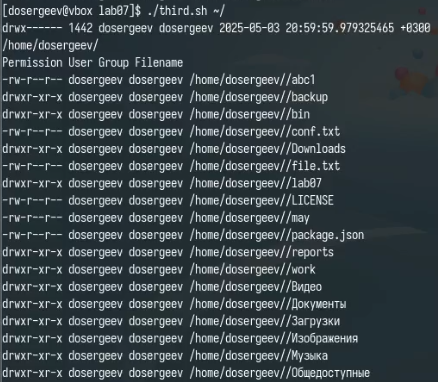 [dosergeev@vbox lab07]$ ./third.sh ~/
drwx------ 1442 dosergeev dosergeev 2025-05-03 20:59:59.979325465 +0300
/home/dosergeev/
Permission User Group Filename
-rw-r--r-- dosergeev dosergeev /home/dosergeev//abc1
drwxr-xr-x dosergeev dosergeev /home/dosergeev//backup
drwxr-xr-x dosergeev dosergeev /home/dosergeev//bin
-rw-r--r-- dosergeev dosergeev /home/dosergeev//conf.txt
drwxr-xr-x dosergeev dosergeev /home/dosergeev//Downloads
-rw-r--r-- dosergeev dosergeev /home/dosergeev//file.txt
drwxr-xr-x dosergeev dosergeev /home/dosergeev//lab07
-rw-r--r-- dosergeev dosergeev /home/dosergeev//LICENSE
-rw-r--r-- dosergeev dosergeev /home/dosergeev//may
-rw-r--r-- dosergeev dosergeev /home/dosergeev//package.json
drwxr-xr-x dosergeev dosergeev /home/dosergeev//reports
drwxr-xr-x dosergeev dosergeev /home/dosergeev//work
drwxr-xr-x dosergeev dosergeev /home/dosergeev//Видео
drwxr-xr-x dosergeev dosergeev /home/dosergeev//Документы
drwxr-xr-x dosergeev dosergeev /home/dosergeev//Загрузки
drwxr-xr-x dosergeev dosergeev /home/dosergeev//Изображения
drwxr-xr-x dosergeev dosergeev /home/dosergeev//Музыка
drwxr-xr-x dosergeev dosergeev /home/dosergeev//Общедоступные